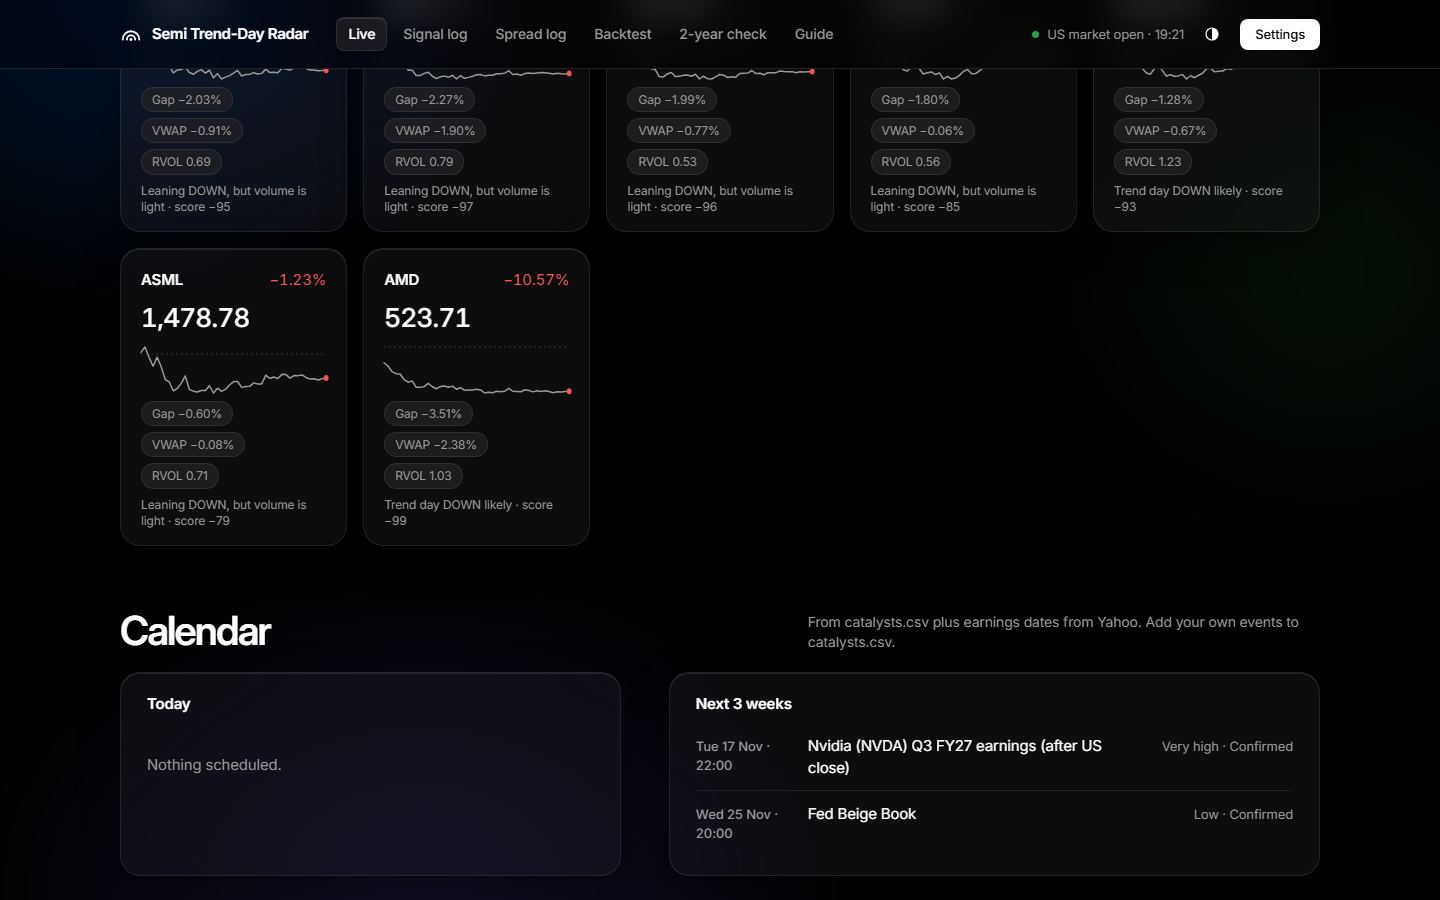 Semi Trend-Day Radar
Live
Signal log
Spread log
Backtest
2-year check
Guide
US market open · 19:21
Settings
Gap −2.03%
VWAP −0.91%
RVOL 0.69
Leaning DOWN, but volume is
light · score −95
Gap −2.27%
VWAP −1.90%
RVOL 0.79
Leaning DOWN, but volume is
light · score −97
Gap −1.99%
VWAP −0.77%
RVOL 0.53
Leaning DOWN, but volume is
light · score −96
Gap −1.80%
VWAP −0.06%
RVOL 0.56
Leaning DOWN, but volume is
light · score −85
Gap −1.28%
VWAP −0.67%
RVOL 1.23
Trend day DOWN likely · score
−93
ASML
−1.23%
1,478.78
Gap −0.60%
VWAP −0.08%
RVOL 0.71
Leaning DOWN, but volume is
light · score −79
AMD
−10.57%
523.71
Gap −3.51%
VWAP −2.38%
RVOL 1.03
Trend day DOWN likely · score
−99
Calendar
From catalysts.csv plus earnings dates from Yahoo. Add your own events to
catalysts.csv.
Today
Nothing scheduled.
Next 3 weeks
Tue 17 Nov ·
22:00
Nvidia (NVDA) Q3 FY27 earnings (after US
close)
Very high · Confirmed
Wed 25 Nov ·
20:00
Fed Beige Book
Low · Confirmed